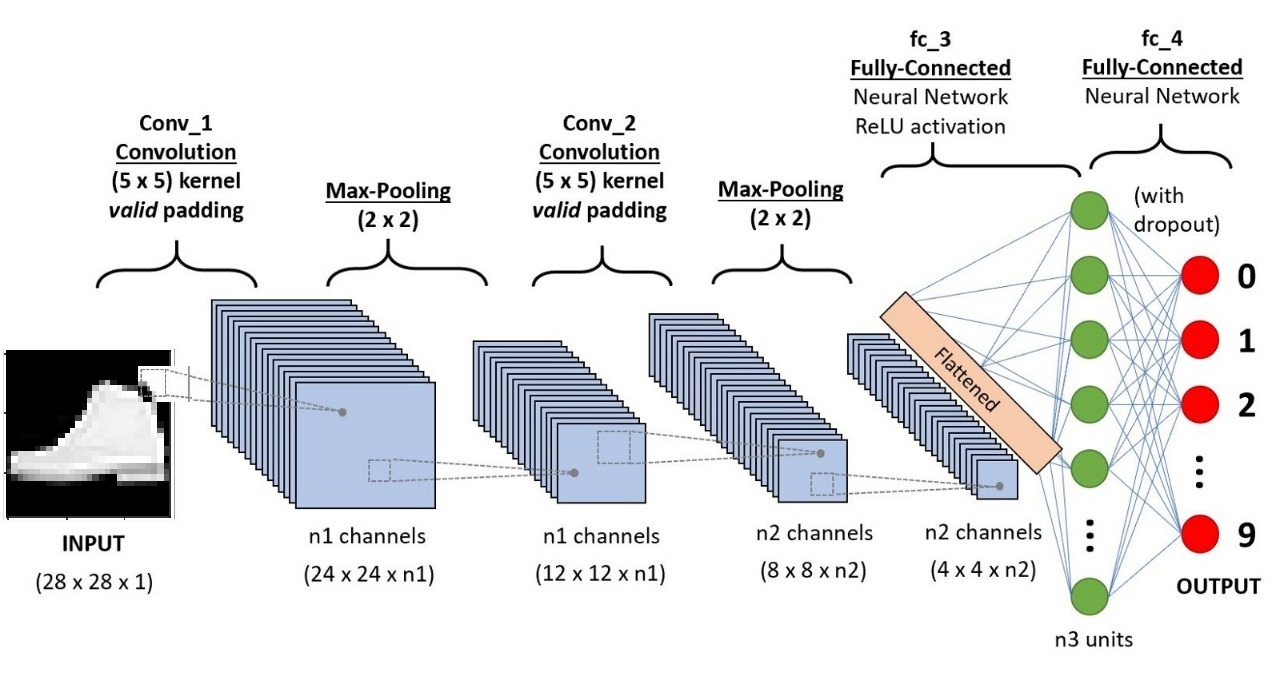 Conv_1
Convolution
(5 x 5) kernel
valid padding
Max-Pooling
(2 x 2)
Conv_2
Convolution
(5 x 5) kernel
valid padding
Max-Pooling
(2 x 2)
fc_3
Fully-Connected
Neural Network
ReLU activation
fc_4
Fully-Connected
Neural Network
(with
dropout)
Flattened
0
1
2
9
OUTPUT
INPUT
(28 x 28 x 1)
n1 channels
(24 x 24 x n1)
n1 channels
(12 x 12 x n1)
n2 channels
(8 x 8 x n2)
n2 channels
(4 x 4 x n2)
n3 units